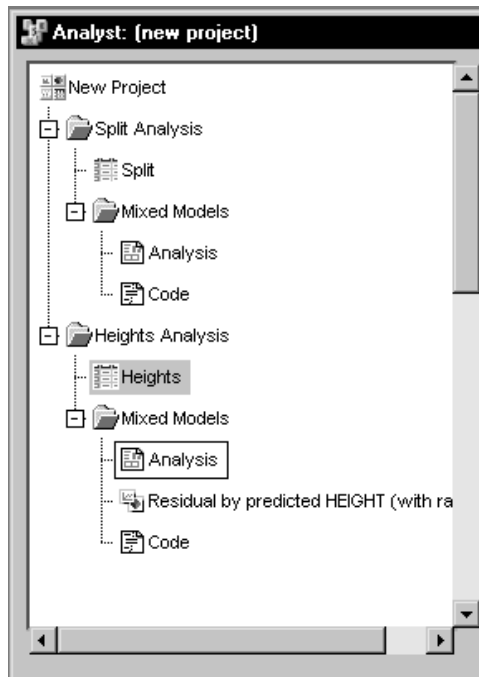 Analyst: (new project)
New Project
Split Analysis
Split
Mixed Models
Analysis
Code
Heights Analysis
Heights
Mixed Models
Analysis
Residual by predicted HEIGHT (with ra
Code